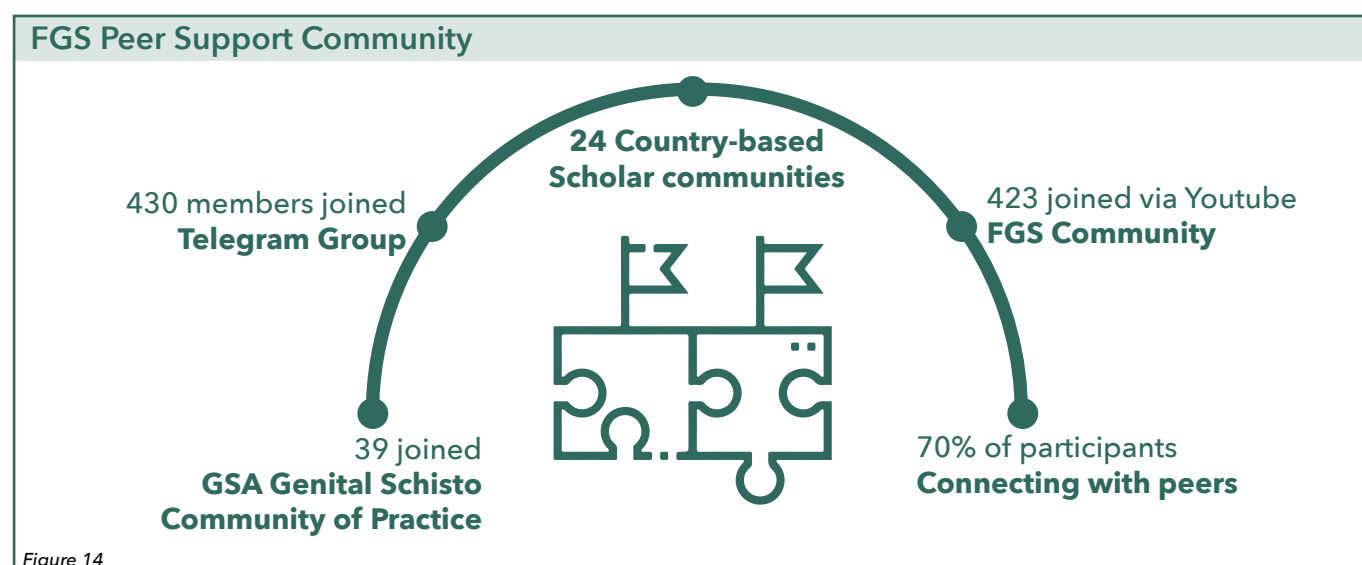 FGS Peer Support Community
24 Country-based
Scholar communities
430 members joined
Telegram Group
423 joined via Youtube
FGS Community
39 joined
GSA Genital Schisto
Community of Practice
70% of participants
Connecting with peers
Figure 14